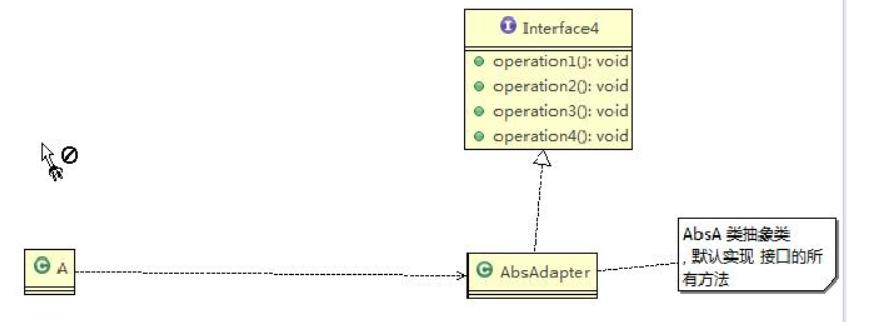 Interface4
operation1(): void
operation2(): void
operation3(): void
operation4(): void
A
AbsAdapter
AbsA 类抽象类
, 默认实现 接口的所
有方法